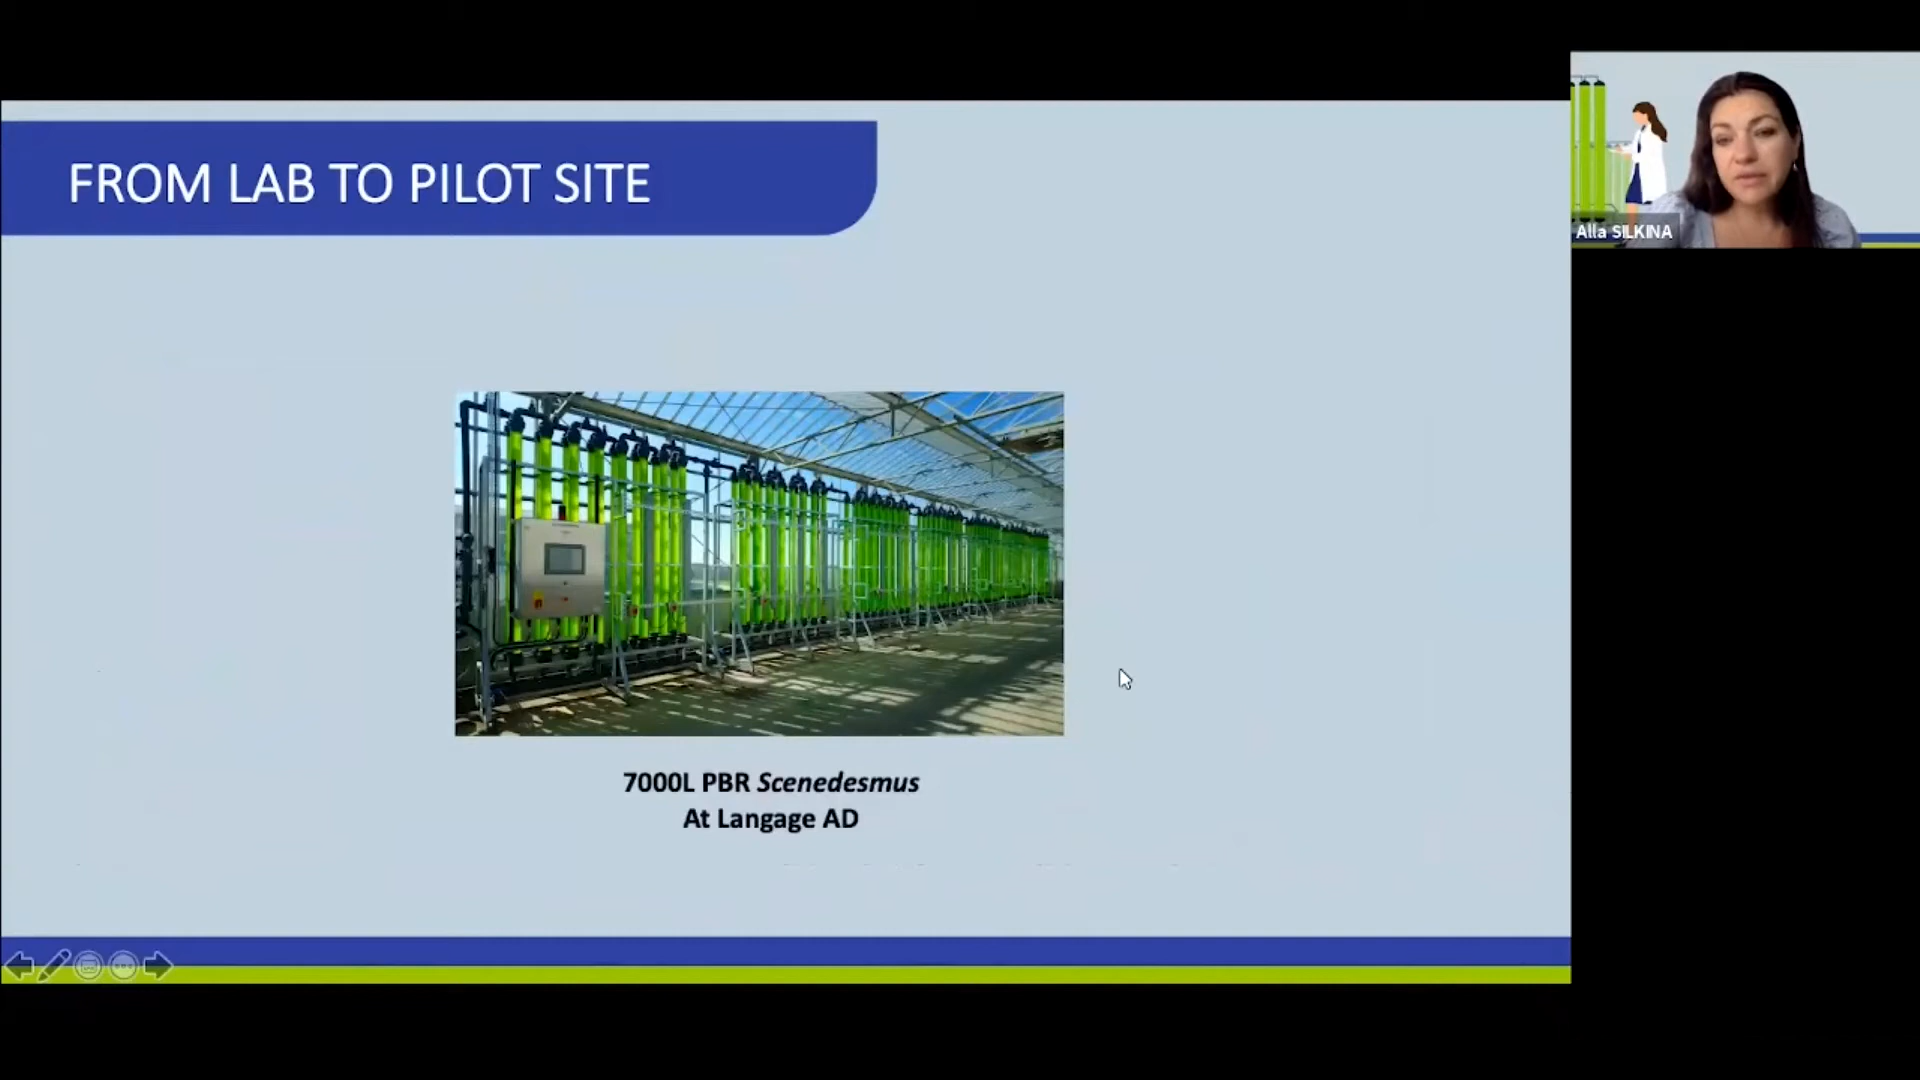 FROM LAB TO PILOT SITE
Alla SILKINA
7000L PBR Scenedesmus
At Langage AD